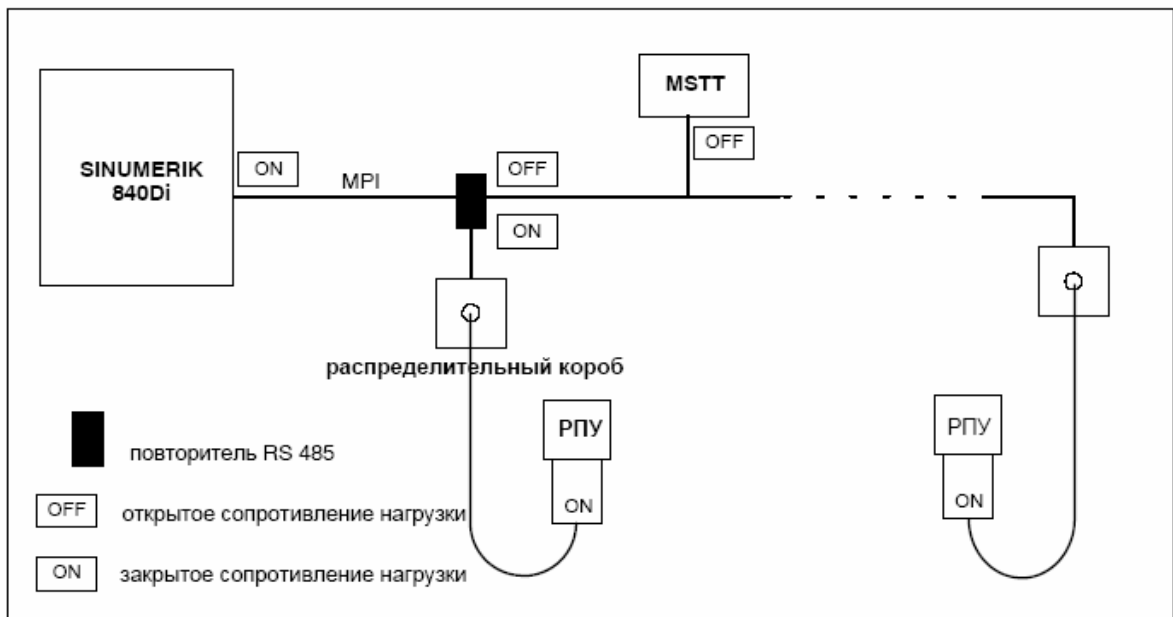 MSTT
OFF
SINUMERIK
840Di
ON
MPI
OFF
ON
распределительный короб
РПУ
ON
РПУ
ON
повторитель RS 485
OFF открытое сопротивление нагрузки
ON закрытое сопротивление нагрузки